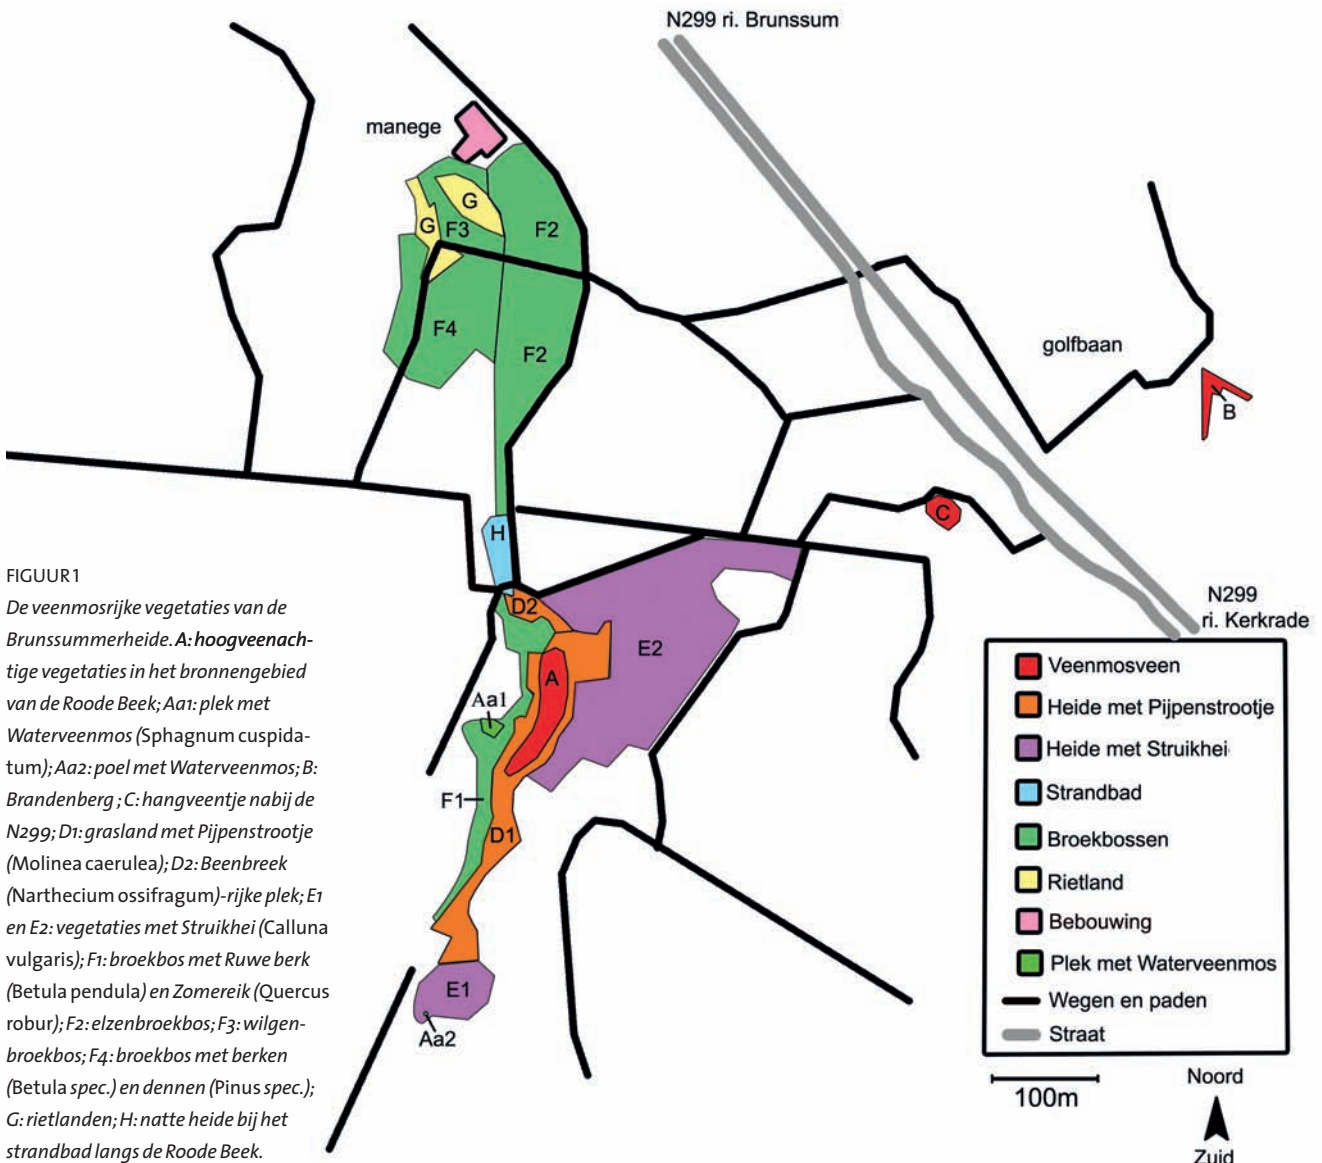 N299 ri. Brunssum
manege
G
G
F3
F2
F4
F2
golfbaan
B
C
H
D2
E2
A
Aa1
F1
D1
E1
Aa2
N299
ri. Kerkrade
Veenmosveen
Heide met Pijpenstrootje
Heide met Struikhei
Strandbad
Broekbossen
Rietland
Bebouwing
Plek met Waterveenmos
Wegen en paden
Straat
100m
Noord
Zuid
FIGUUR 1
De veenmosrijke vegetaties van de
Brunssummerheide. A: hoogveenach-
tige vegetaties in het bronnengebied
van de Roode Beek; Aa1: plek met
Waterveenmos (Sphagnum cuspida-
tum); Aa2: poel met Waterveenmos; B:
Brandenberg ; C: hangveentje nabij de
N299; D1: grasland met Pijpenstrootje
(Molinea caerulea); D2: Beenbreek
(Narthecium ossifragum)-rijke plek; E1
en E2: vegetaties met Struikhei (Calluna
vulgaris); F1: broekbos met Ruwe berk
(Betula pendula) en Zomereik (Quercus
robur); F2: elzenbroekbos; F3: wilgen-
broekbos; F4: broekbos met berken
(Betula spec.) en dennen (Pinus spec.);
G: rietlanden; H: natte heide bij het
strandbad langs de Roode Beek.